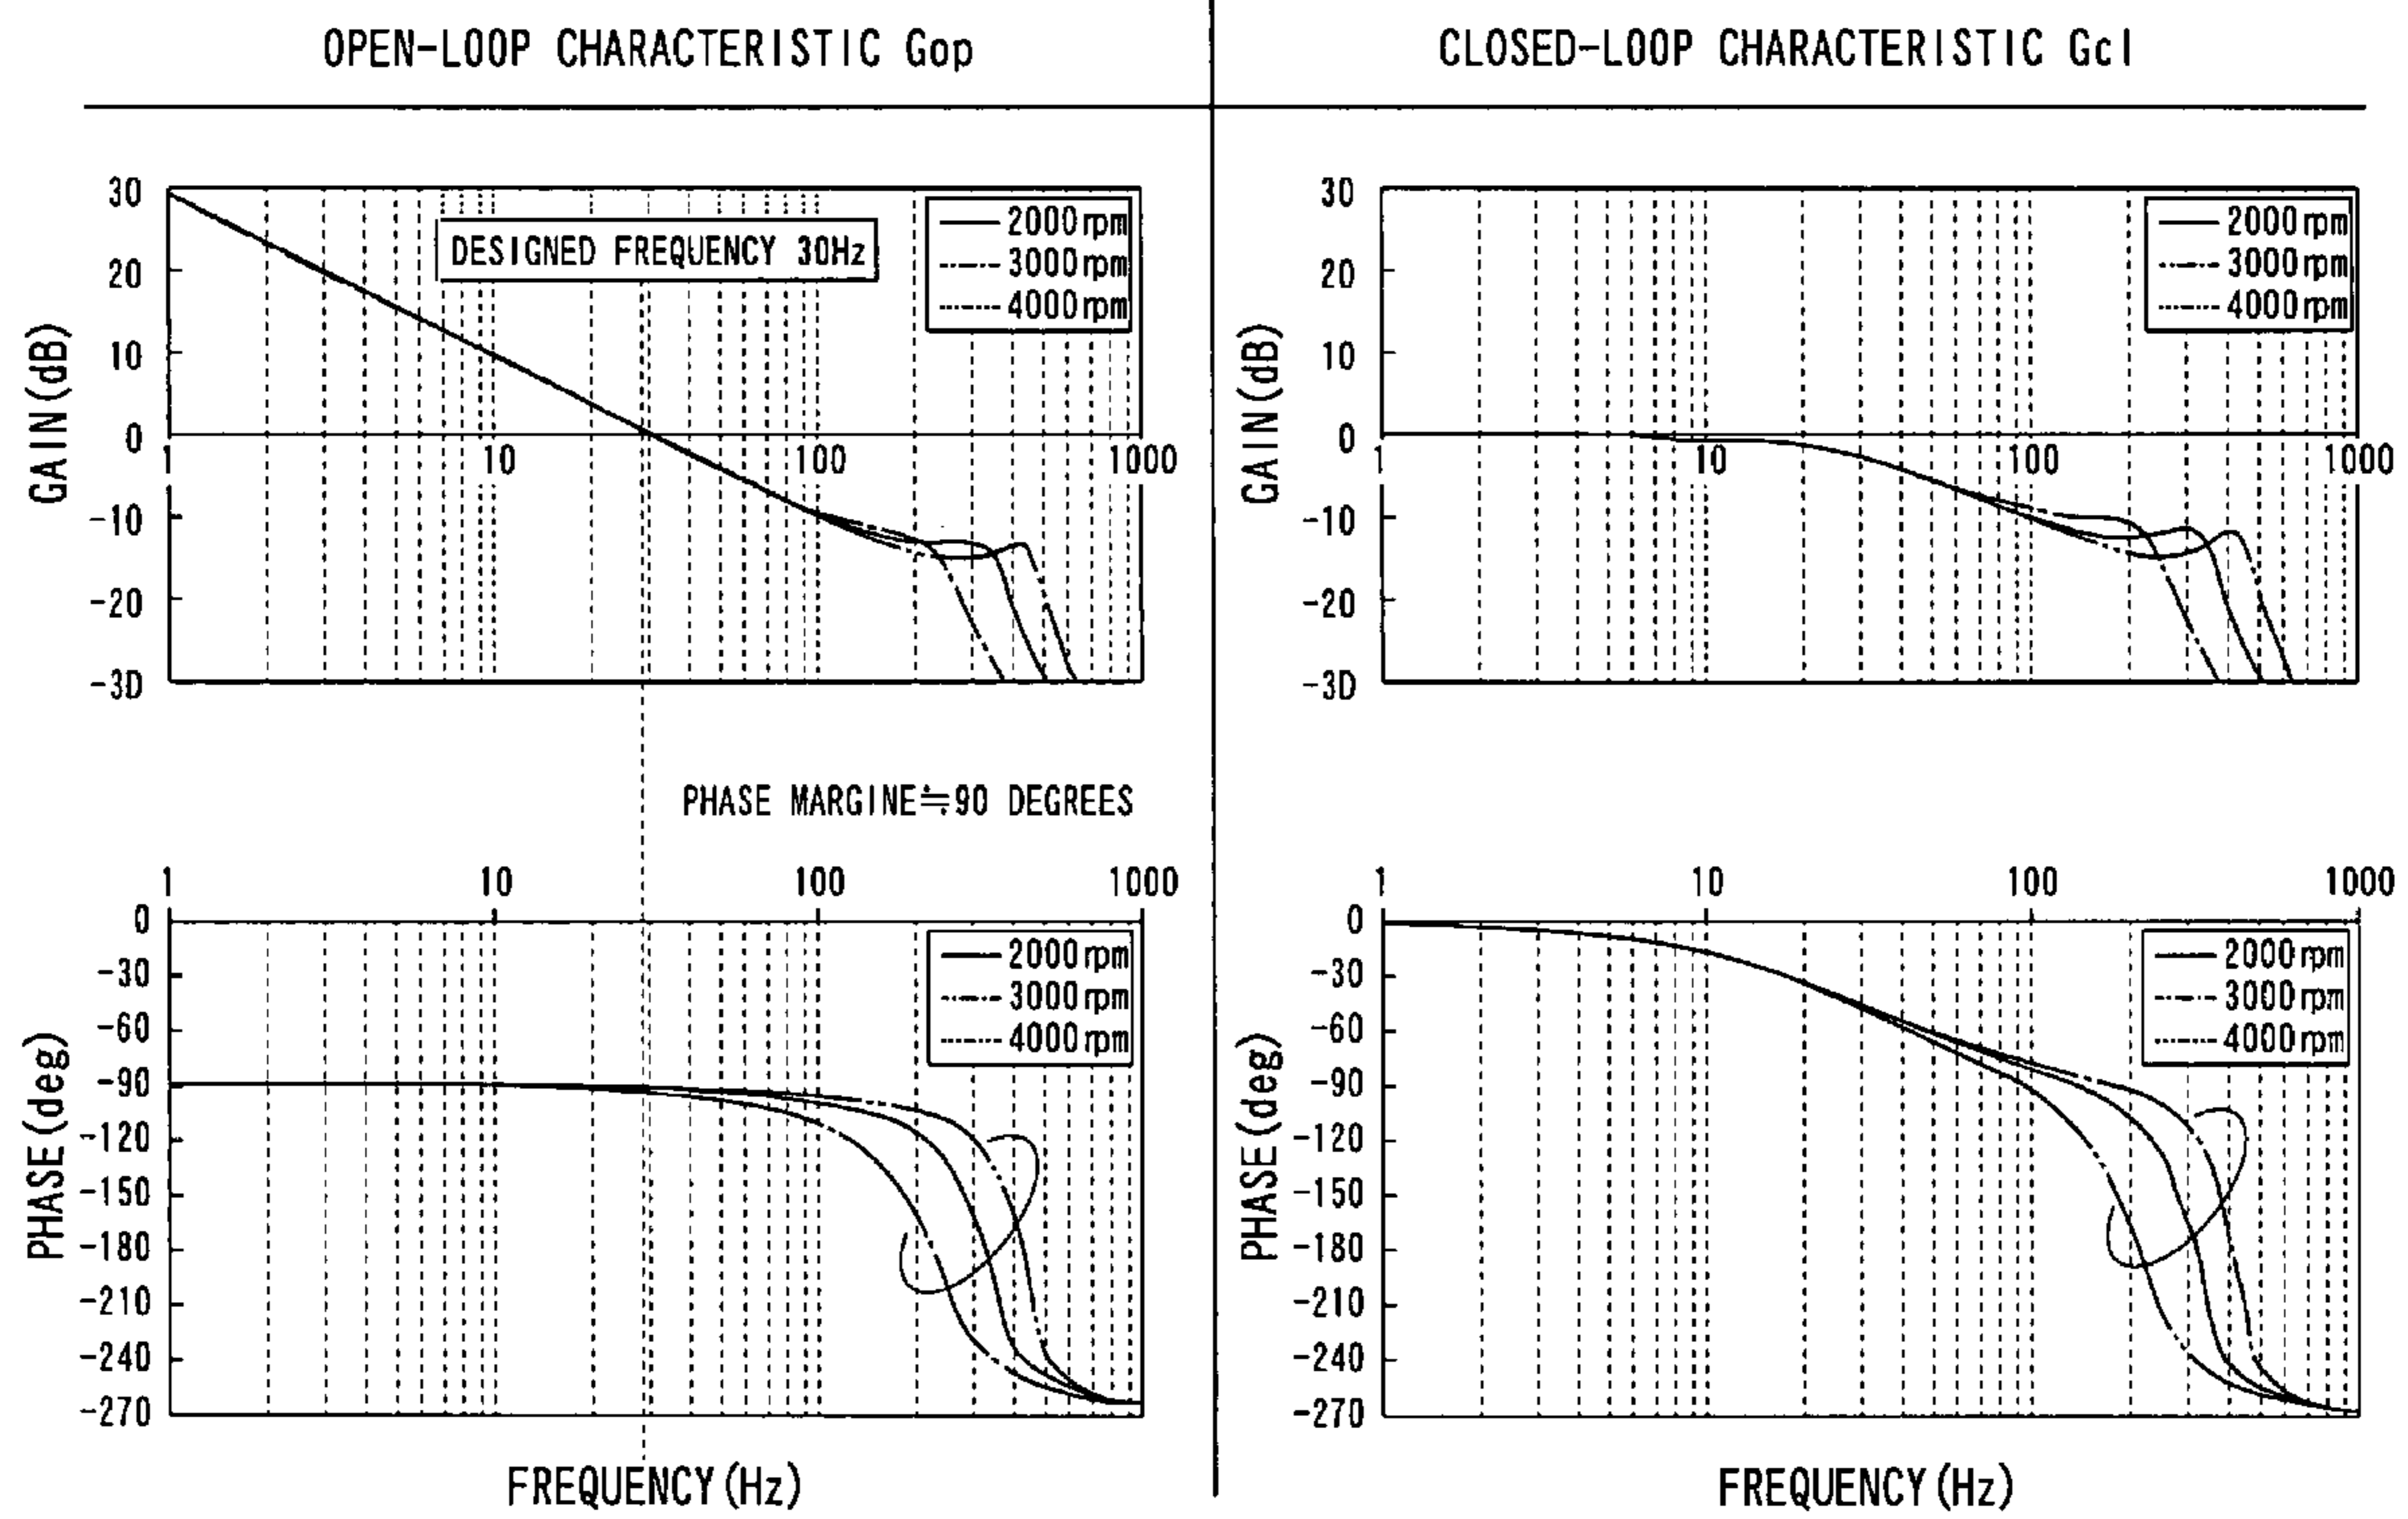 OPEN-LOOP CHARACTERISTIC Gop
CLOSED-LOOP CHARACTERISTIC Gcl
GAIN(dB)
30
20
10
0
-10
-20
-3D
1
10
100
1000
DESIGNED FREQUENCY 30Hz
2000rpm
3000rpm
4000rpm
GAIN(dB)
30
20
10
0
-10
-20
-3D
1
10
100
1000
2000rpm
3000rpm
4000rpm
PHASE MARGINE≒90 DEGREES
1
10
100
1000
PHASE(deg)
0
-30
-60
-90
-120
-150
-180
-210
-240
-270
2000rpm
3000rpm
4000rpm
FREQUENCY(Hz)
1
10
100
1000
PHASE(deg)
0
-30
-60
-90
-120
-150
-180
-210
-240
-270
2000rpm
3000rpm
4000rpm
FREQUENCY(Hz)